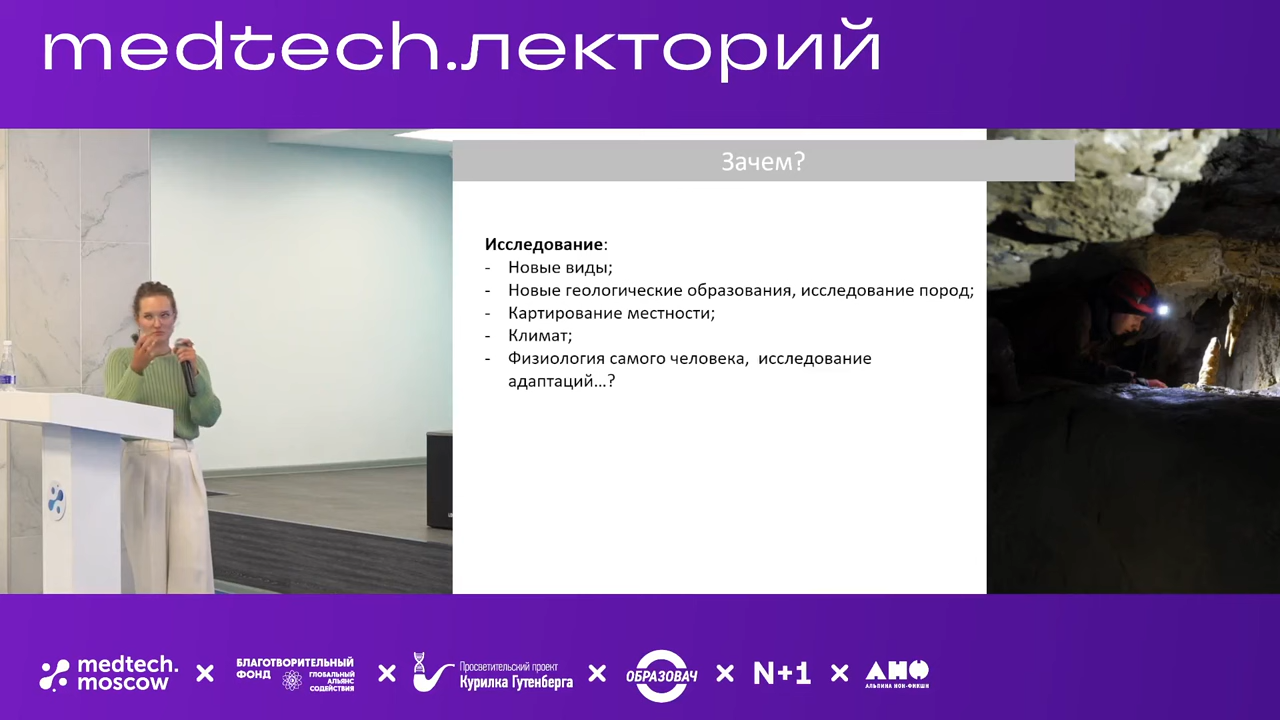 medtech.лекторий
Зачем?
Исследование:
- Новые виды;
- Новые геологические образования, исследование пород;
- Картирование местности;
- Климат;
- Физиология самого человека, исследование
адаптаций...?
medtech.
moscow
×
БЛАГОТВОРИТЕЛЬНЫЙ
ФОНД
ГЛОБАЛЬНЫЙ
АЛЬЯНС
СОДЕЙСТВИЯ
×
Просветительский проект
Курилка Гутенберга
×
ОБРАЗОВАЧ
×
N+1
×
АНФ
АЛЬПИНА НОН-ФИКШН